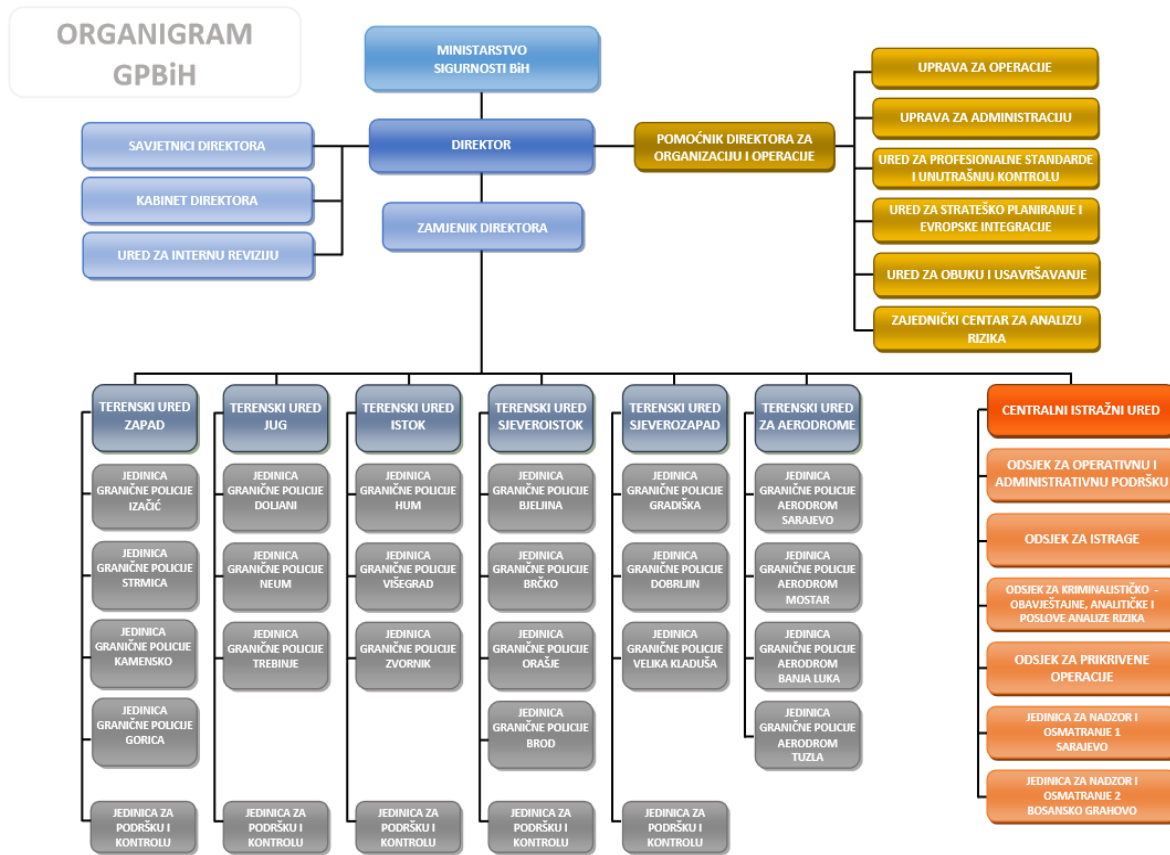 ORGANIGRAM
GPBiH
MINISTARSTVO
SIGURNOSTI BiH
DIREKTOR
ZAMJENIK DIREKTORA
SAVJETNICI DIREKTORA
KABINET DIREKTORA
URED ZA INTERNU REVIZIJU
POMOĆNIK DIREKTORA ZA
ORGANIZACIJU I OPERACIJE
UPRAVA ZA OPERACIJE
UPRAVA ZA ADMINISTRACIJU
URED ZA PROFESIONALNE STANDARDE
I UNUTRAŠNJU KONTROLU
URED ZA STRATEŠKO PLANIRANJE I
EVROPSKE INTEGRACIJE
URED ZA OBUKU I USAVRŠAVANJE
ZAJEDNIČKI CENTAR ZA ANALIZU
RIZIKA
TERENSKI URED
ZAPAD
JEDINICA
GRANIČNE POLICIJE
IZAČIĆ
JEDINICA
GRANIČNE POLICIJE
STRMICA
JEDINICA
GRANIČNE POLICIJE
KAMENSKO
JEDINICA
GRANIČNE POLICIJE
GORICA
JEDINICA ZA
PODRŠKU I
KONTROLU
TERENSKI URED
JUG
JEDINICA
GRANIČNE POLICIJE
DOLJANI
JEDINICA
GRANIČNE POLICIJE
NEUM
JEDINICA
GRANIČNE POLICIJE
TREBINJE
JEDINICA ZA
PODRŠKU I
KONTROLU
TERENSKI URED
ISTOK
JEDINICA
GRANIČNE POLICIJE
HUM
JEDINICA
GRANIČNE POLICIJE
VIŠEGRAD
JEDINICA
GRANIČNE POLICIJE
ZVORNIK
JEDINICA ZA
PODRŠKU I
KONTROLU
TERENSKI URED
SJEVEROISTOK
JEDINICA
GRANIČNE POLICIJE
BJELJINA
JEDINICA
GRANIČNE POLICIJE
BRČKO
JEDINICA
GRANIČNE POLICIJE
ORAŠJE
JEDINICA
GRANIČNE POLICIJE
BROD
JEDINICA ZA
PODRŠKU I
KONTROLU
TERENSKI URED
SJEVEROZAPAD
JEDINICA
GRANIČNE POLICIJE
GRADIŠKA
JEDINICA
GRANIČNE POLICIJE
DOBRLJIN
JEDINICA
GRANIČNE POLICIJE
VELIKA KLADUŠA
JEDINICA ZA
PODRŠKU I
KONTROLU
TERENSKI URED
ZA AERODROME
JEDINICA
GRANIČNE POLICIJE
AERODROM
SARAJEVO
JEDINICA
GRANIČNE POLICIJE
AERODROM
MOSTAR
JEDINICA
GRANIČNE POLICIJE
AERODROM
BANJA LUKA
JEDINICA
GRANIČNE POLICIJE
AERODROM
TUZLA
CENTRALNI ISTRAŽNI URED
ODSJEK ZA OPERATIVNU I
ADMINISTRATIVNU PODRŠKU
ODSJEK ZA ISTRAGE
ODSJEK ZA KRIMINALISTIČKO -
OBAVJEŠTAJNE, ANALITIČKE I
POSLOVE ANALIZE RIZIKA
ODSJEK ZA PRIKRIVENE
OPERACIJE
JEDINICA ZA NADZOR I
OSMATRANJE 1
SARAJEVO
JEDINICA ZA NADZOR I
OSMATRANJE 2
BOSANSKO GRAHOVO